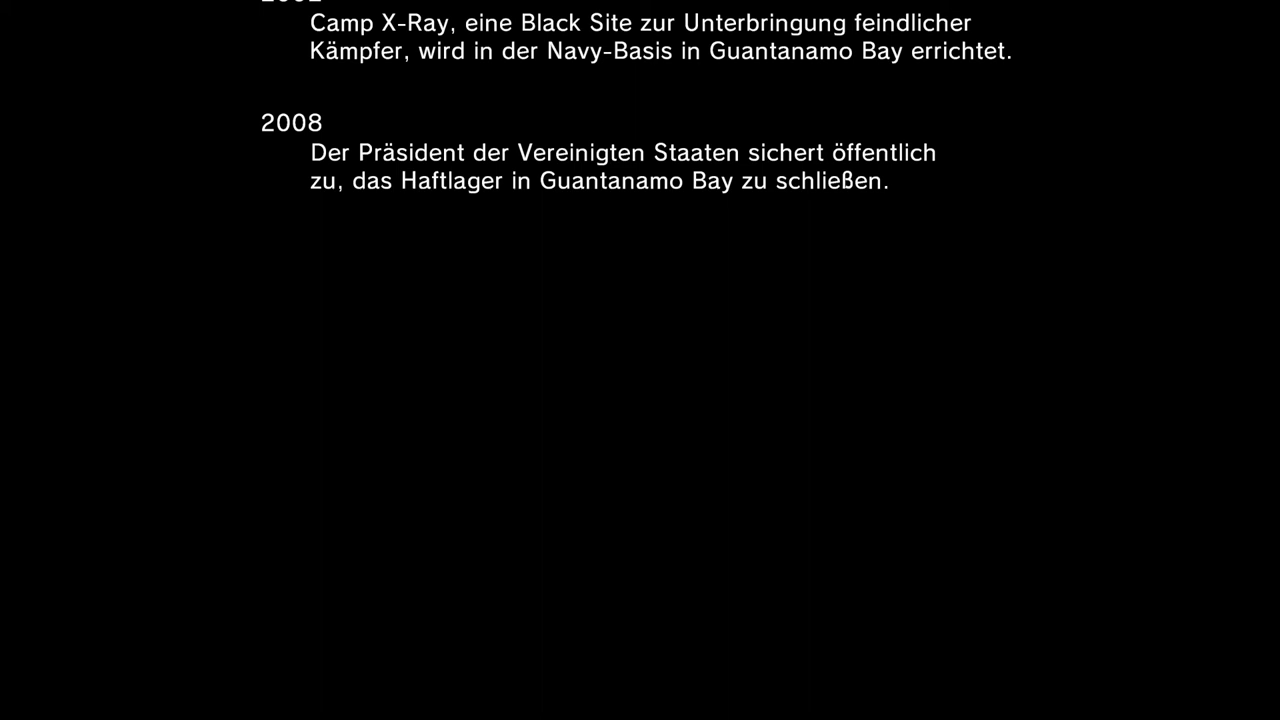 Camp X-Ray, eine Black Site zur Unterbringung feindlicher
Kämpfer, wird in der Navy-Basis in Guantanamo Bay errichtet.
2008
Der Präsident der Vereinigten Staaten sichert öffentlich
zu, das Haftlager in Guantanamo Bay zu schließen.